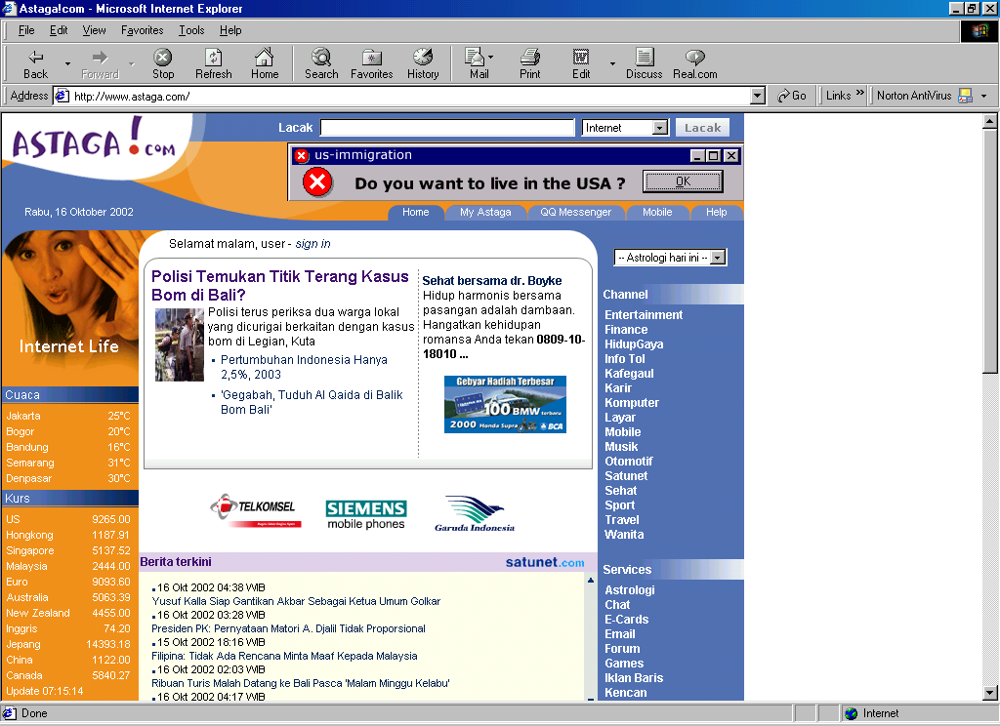 Astaga!com - Microsoft Internet Explorer
File Edit View Favorites Tools Help
Back Forward Stop Refresh Home Search Favorites History Mail Print Edit Discuss Real.com
Address http://www.astaga.com/ Go Links » Norton AntiVirus
ASTAGA!com
Lacak Internet Lacak
us-immigration
Do you want to live in the USA ? OK
Rabu, 16 Oktober 2002
Home My Astaga QQ Messenger Mobile Help
Internet Life
Cuaca
Jakarta 25°C
Bogor 20°C
Bandung 16°C
Semarang 31°C
Denpasar 30°C
Kurs
US 9265.00
Hongkong 1187.91
Singapore 5137.52
Malaysia 2444.00
Euro 9093.60
Australia 5063.39
New Zealand 4455.00
Inggris 74.20
Jepang 14393.18
China 1122.00
Canada 5840.27
Update 07:15:14
Selamat malam, user - sign in
Polisi Temukan Titik Terang Kasus
Bom di Bali?
Polisi terus periksa dua warga lokal
yang dicurigai berkaitan dengan kasus
bom di Legian, Kuta
Pertumbuhan Indonesia Hanya
2,5%, 2003
'Gegabah, Tuduh Al Qaida di Balik
Bom Bali'
Sehat bersama dr. Boyke
Hidup harmonis bersama
pasangan adalah dambaan.
Hangatkan kehidupan
romansa Anda tekan 0809-10-
18010 ...
Gebyar Hadiah Terbesar
100 BMW terbaru
2000 Honda Supra BCA
TELKOMSEL
SIEMENS
mobile phones
Garuda Indonesia
Berita terkini satunet.com
16 Okt 2002 04:38 WIB
Yusuf Kalla Siap Gantikan Akbar Sebagai Ketua Umum Golkar
16 Okt 2002 03:28 WIB
Presiden PK: Pernyataan Matori A. Djalil Tidak Proporsional
15 Okt 2002 18:16 WIB
Filipina: Tidak Ada Rencana Minta Maaf Kepada Malaysia
16 Okt 2002 02:03 WIB
Ribuan Turis Malah Datang ke Bali Pasca 'Malam Minggu Kelabu'
16 Okt 2002 04:17 WIB
-- Astrologi hari ini --
Channel
Entertainment
Finance
HidupGaya
Info Tol
Kafegaul
Karir
Komputer
Layar
Mobile
Musik
Otomotif
Satunet
Sehat
Sport
Travel
Wanita
Services
Astrologi
Chat
E-Cards
Email
Forum
Games
Iklan Baris
Kencan
Done Internet